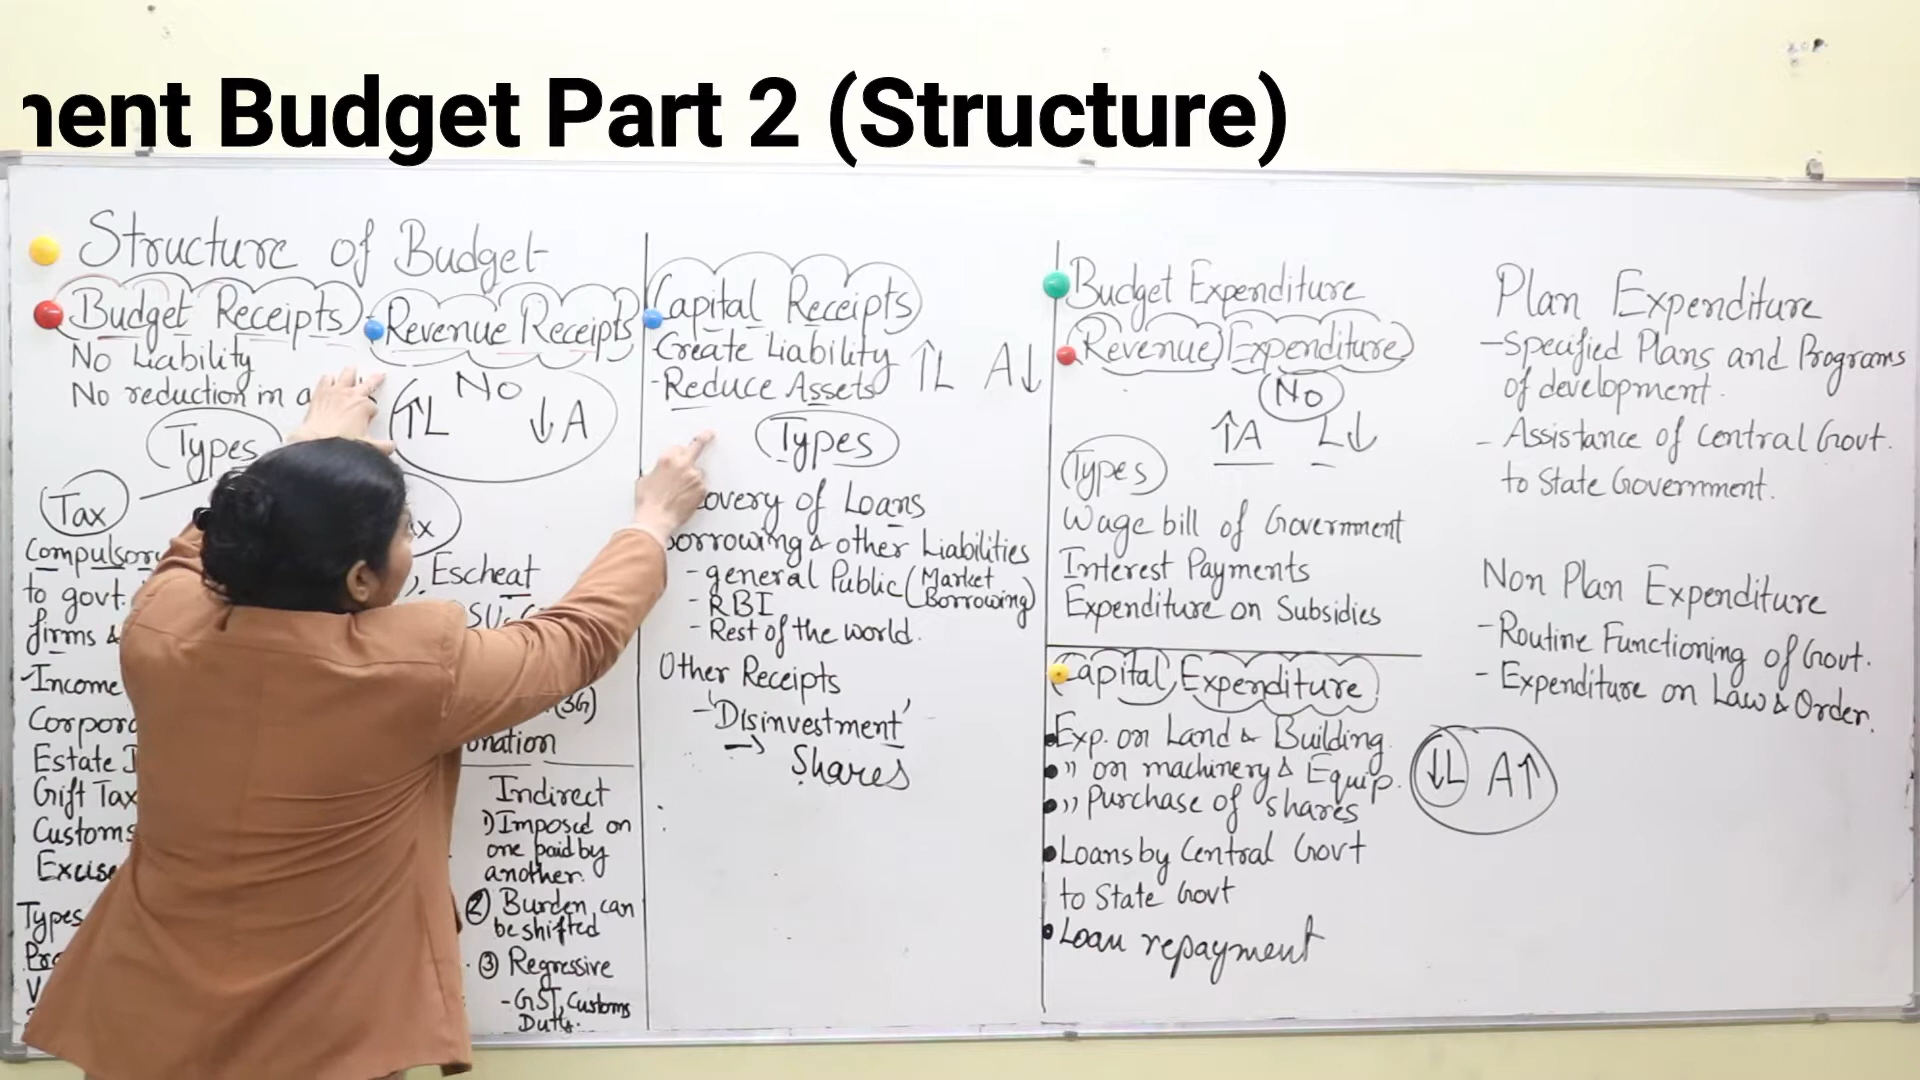 ent Budget Part 2 (Structure)
Structure of Budget
Budget Receipts
No Liability
No reduction in
Types
Tax
Compulsory
to govt.
firms &
-Income
Corpora
Estate
Gift Tax
Customs
Excise
Types
Revenue Receipts
No
↑L ↓A
Escheat
(3G)
onation
Indirect
1) Imposed on
one paid by
another.
② Burden can
be shifted
③ Regressive
-GST, Customs
Duty.
Capital Receipts
-Create Liability ↑L A↓
-Reduce Assets
Types
overy of Loans
Borrowing & other Liabilities
- general Public (Market
Borrowing)
- RBI
- Rest of the world.
Other Receipts
- 'Disinvestment'
→ Shares
Budget Expenditure
Revenue Expenditure
No
↑A L↓
Types
Wage bill of Government
Interest Payments
Expenditure on Subsidies
Capital Expenditure
Exp. on Land & Building
" on machinery & Equip.
" Purchase of shares
Loans by Central Govt
to State Govt
Loan repayment
↓L A↑
Plan Expenditure
- Specified Plans and Programs
of development.
- Assistance of Central Govt.
to State Government.
Non Plan Expenditure
- Routine Functioning of Govt.
- Expenditure on Law & Order.